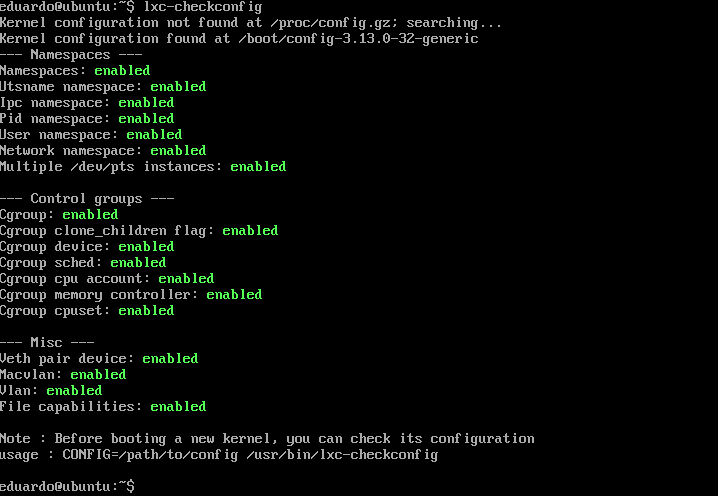 eduardo@ubuntu:~$ lxc-checkconfig
Kernel configuration not found at /proc/config.gz; searching...
Kernel configuration found at /boot/config-3.13.0-32-generic
--- Namespaces ---
Namespaces: enabled
Utsname namespace: enabled
Ipc namespace: enabled
Pid namespace: enabled
User namespace: enabled
Network namespace: enabled
Multiple /dev/pts instances: enabled

--- Control groups ---
Cgroup: enabled
Cgroup clone_children flag: enabled
Cgroup device: enabled
Cgroup sched: enabled
Cgroup cpu account: enabled
Cgroup memory controller: enabled
Cgroup cpuset: enabled

--- Misc ---
Veth pair device: enabled
Macvlan: enabled
Vlan: enabled
File capabilities: enabled

Note : Before booting a new kernel, you can check its configuration
usage : CONFIG=/path/to/config /usr/bin/lxc-checkconfig

eduardo@ubuntu:~$